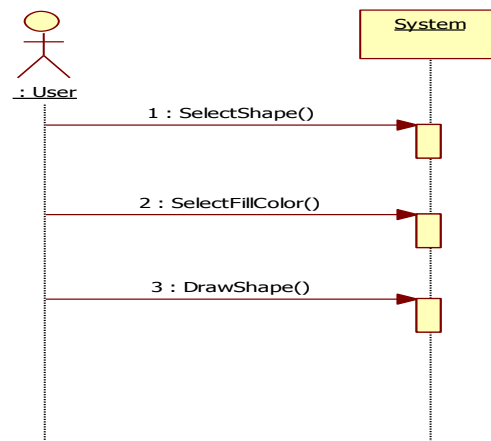 System
: User
1 : SelectShape()
2 : SelectFillColor()
3 : DrawShape()